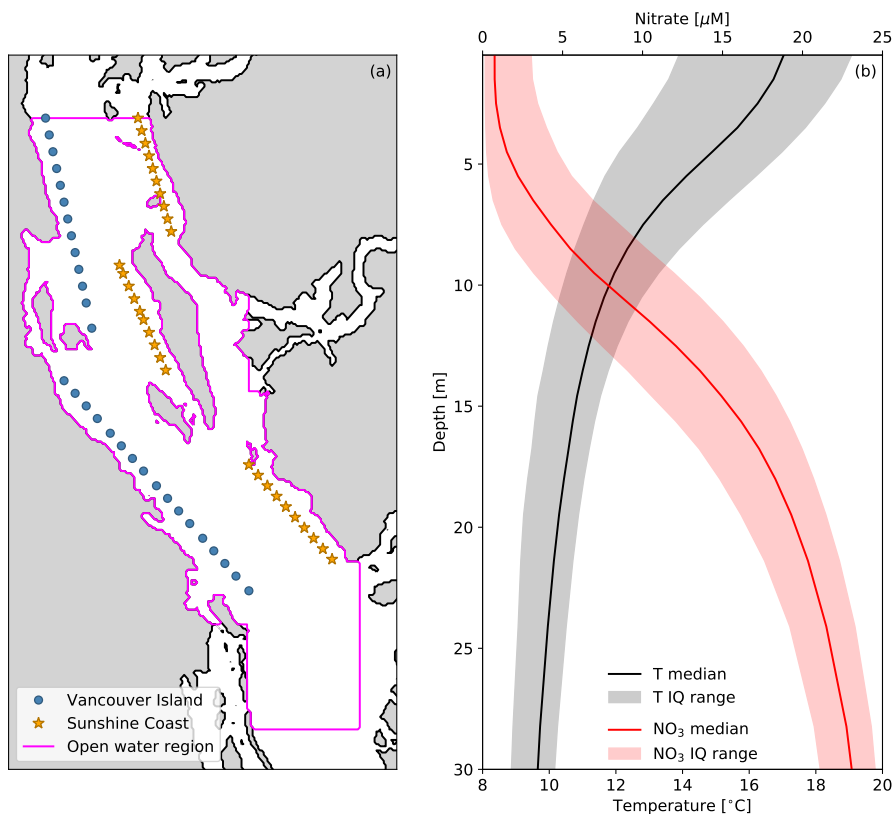 (a)
Vancouver Island
Sunshine Coast
Open water region
Nitrate [μM]
0 5 10 15 20 25
(b)
5
10
15
20
25
30
Depth [m]
T median
T IQ range
NO₃ median
NO₃ IQ range
8 10 12 14 16 18 20
Temperature [°C]